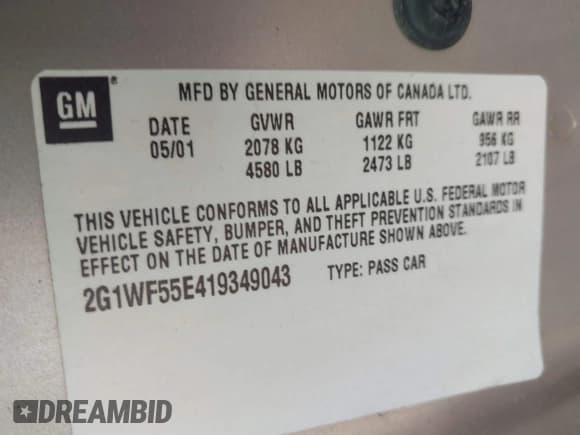 GM®
MFD BY GENERAL MOTORS OF CANADA LTD.
DATE GVWR GAWR FRT GAWR RR
05/01 2078 KG 1122 KG 956 KG
4580 LB 2473 LB 2107 LB
THIS VEHICLE CONFORMS TO ALL APPLICABLE U.S. FEDERAL MOTOR
VEHICLE SAFETY, BUMPER, AND THEFT PREVENTION STANDARDS IN
EFFECT ON THE DATE OF MANUFACTURE SHOWN ABOVE.
2G1WF55E419349043 TYPE: PASS CAR
DREAMBID